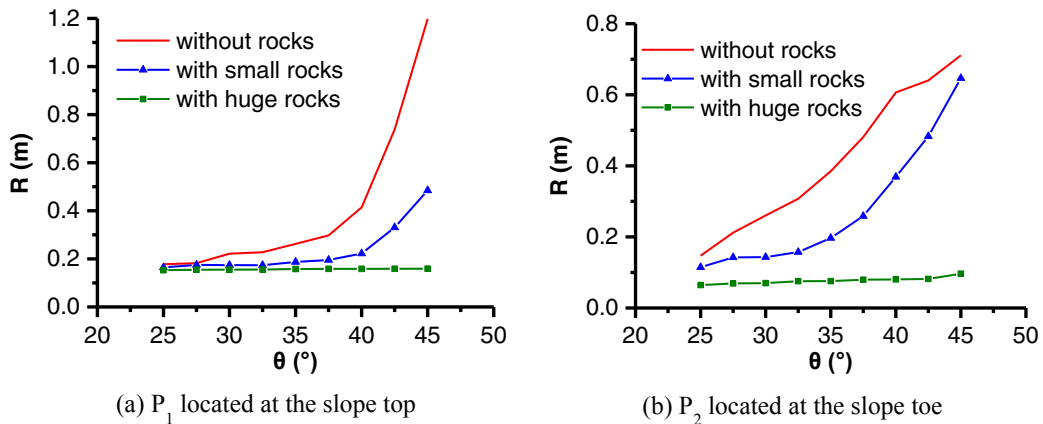 1.2
1.0
0.8
0.6
0.4
0.2
0.0
R (m)
without rocks
with small rocks
with huge rocks
20 25 30 35 40 45 50
θ (°)
(a) P1 located at the slope top
0.8
0.6
0.4
0.2
0.0
R (m)
without rocks
with small rocks
with huge rocks
20 25 30 35 40 45 50
θ (°)
(b) P2 located at the slope toe